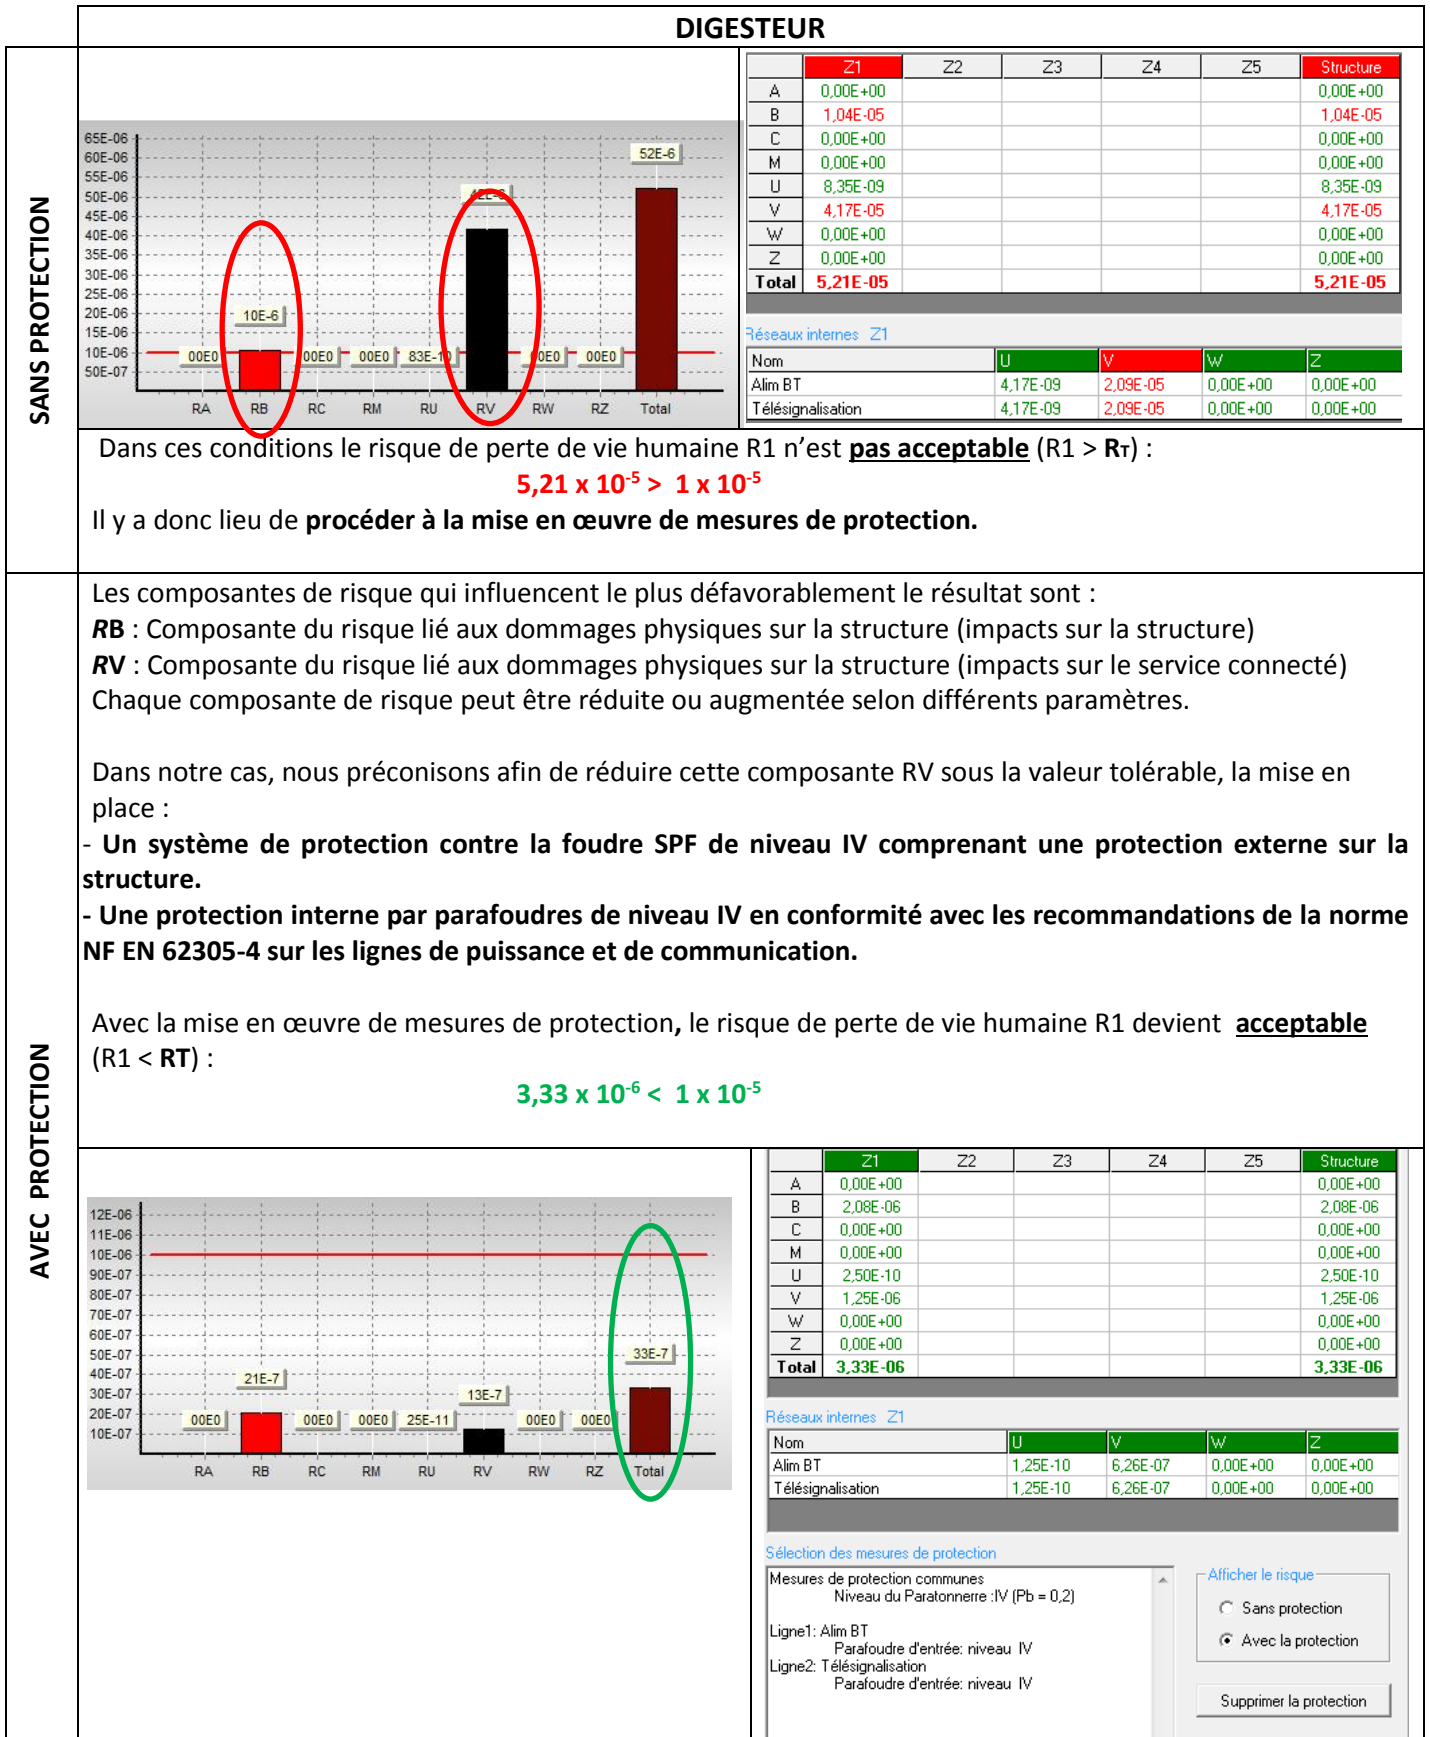 DIGESTEUR
SANS PROTECTION
65E-06
60E-06
55E-06
50E-06
45E-06
40E-06
35E-06
30E-06
25E-06
20E-06
15E-06
10E-06
50E-07
00E0
10E-6
00E0
00E0
83E-10
00E0
00E0
52E-6
RA RB RC RM RU RV RW RZ Total
Z1 Z2 Z3 Z4 Z5 Structure
A 0,00E+00 0,00E+00
B 1,04E-05 1,04E-05
C 0,00E+00 0,00E+00
M 0,00E+00 0,00E+00
U 8,35E-09 8,35E-09
V 4,17E-05 4,17E-05
W 0,00E+00 0,00E+00
Z 0,00E+00 0,00E+00
Total 5,21E-05 5,21E-05
Réseaux internes Z1
Nom U V W Z
Alim BT 4,17E-09 2,09E-05 0,00E+00 0,00E+00
Télésignalisation 4,17E-09 2,09E-05 0,00E+00 0,00E+00
Dans ces conditions le risque de perte de vie humaine R1 n’est pas acceptable (R1 > RT) :
5,21 x 10-5 > 1 x 10-5
Il y a donc lieu de procéder à la mise en œuvre de mesures de protection.
AVEC PROTECTION
Les composantes de risque qui influencent le plus défavorablement le résultat sont :
RB : Composante du risque lié aux dommages physiques sur la structure (impacts sur la structure)
RV : Composante du risque lié aux dommages physiques sur la structure (impacts sur le service connecté)
Chaque composante de risque peut être réduite ou augmentée selon différents paramètres.
Dans notre cas, nous préconisons afin de réduire cette composante RV sous la valeur tolérable, la mise en
place :
- Un système de protection contre la foudre SPF de niveau IV comprenant une protection externe sur la
structure.
- Une protection interne par parafoudres de niveau IV en conformité avec les recommandations de la norme
NF EN 62305-4 sur les lignes de puissance et de communication.
Avec la mise en œuvre de mesures de protection, le risque de perte de vie humaine R1 devient acceptable
(R1 < RT) :
3,33 x 10-6 < 1 x 10-5
12E-06
11E-06
10E-06
90E-07
80E-07
70E-07
60E-07
50E-07
40E-07
30E-07
20E-07
10E-07
00E0
21E-7
00E0
00E0
25E-11
13E-7
00E0
00E0
33E-7
RA RB RC RM RU RV RW RZ Total
Z1 Z2 Z3 Z4 Z5 Structure
A 0,00E+00 0,00E+00
B 2,08E-06 2,08E-06
C 0,00E+00 0,00E+00
M 0,00E+00 0,00E+00
U 2,50E-10 2,50E-10
V 1,25E-06 1,25E-06
W 0,00E+00 0,00E+00
Z 0,00E+00 0,00E+00
Total 3,33E-06 3,33E-06
Réseaux internes Z1
Nom U V W Z
Alim BT 1,25E-10 6,26E-07 0,00E+00 0,00E+00
Télésignalisation 1,25E-10 6,26E-07 0,00E+00 0,00E+00
Sélection des mesures de protection
Mesures de protection communes
Niveau du Paratonnerre :IV (Pb = 0,2)
Ligne1: Alim BT
Parafoudre d'entrée: niveau IV
Ligne2: Télésignalisation
Parafoudre d'entrée: niveau IV
Afficher le risque
Sans protection
Avec la protection
Supprimer la protection